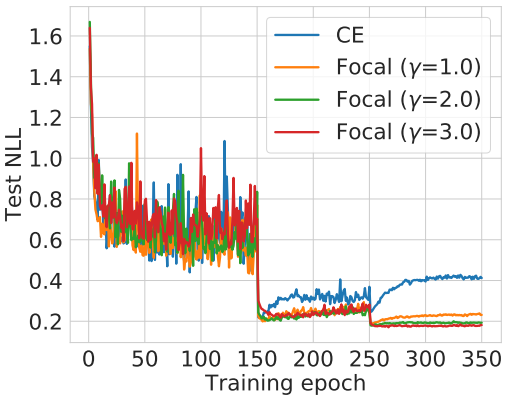 CE
Focal (γ=1.0)
Focal (γ=2.0)
Focal (γ=3.0)
Test NLL
1.6
1.4
1.2
1.0
0.8
0.6
0.4
0.2
0 50 100 150 200 250 300 350
Training epoch